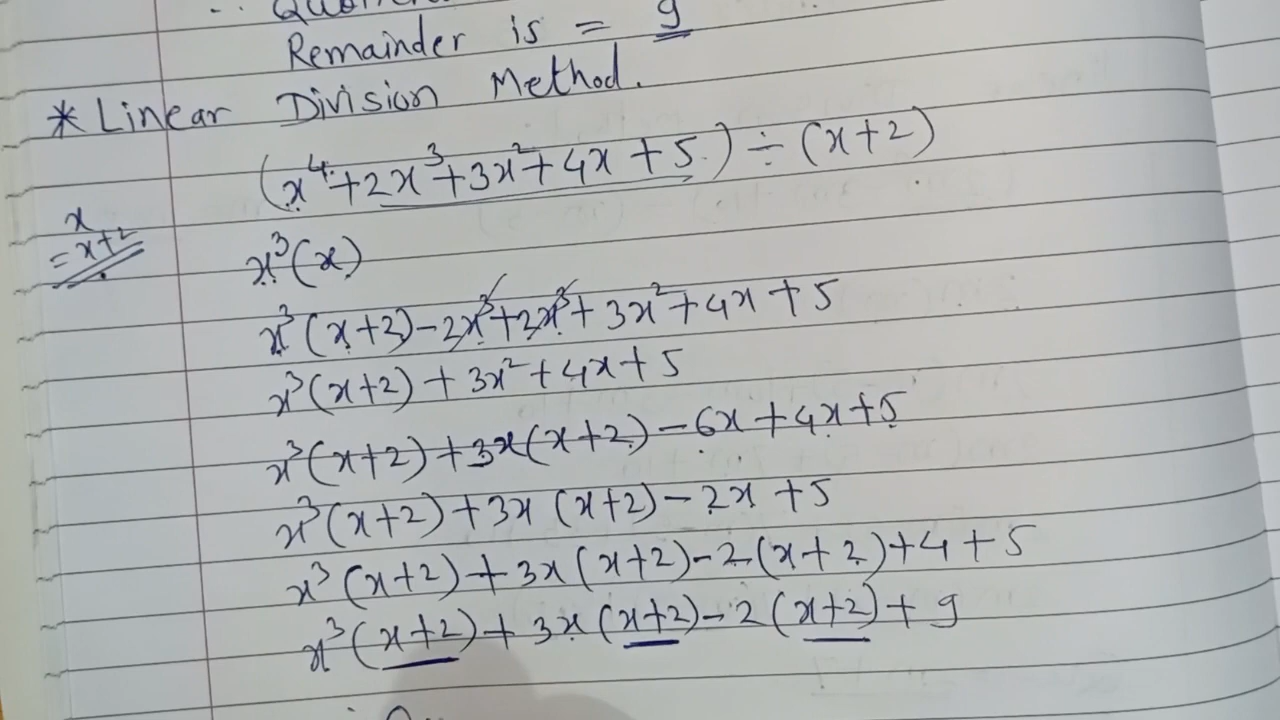 Remainder is = 9
* Linear Division Method.
(x⁴+2x³+3x²+4x+5) ÷ (x+2)
x
= x+2
x³(x)
x³(x+2)-2x³+2x³+3x²+4x+5
x³(x+2)+3x²+4x+5
x³(x+2)+3x(x+2)-6x+4x+5
x³(x+2)+3x(x+2)-2x+5
x³(x+2)+3x(x+2)-2(x+2)+4+5
x³(x+2)+3x(x+2)-2(x+2)+9